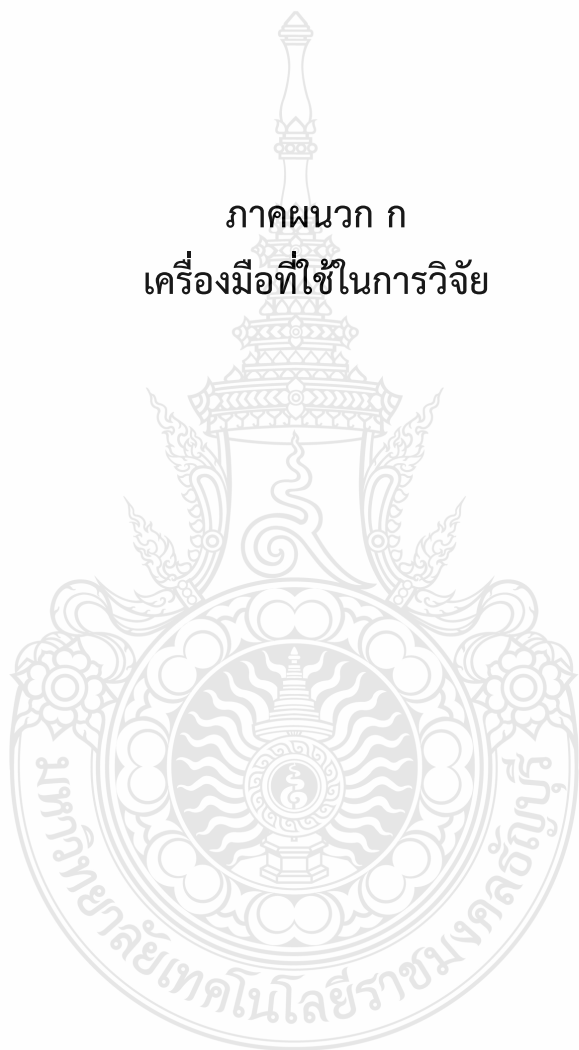 ภาคผนวก ก
เครื่องมือที่ใช้ในการวิจัย
มหาวิทยาลัยเทคโนโลยีราชมงคลธัญบุรี